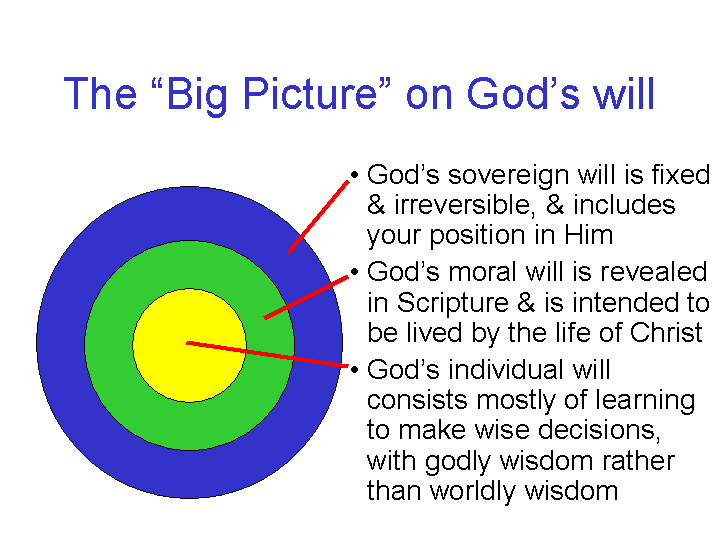 The “Big Picture” on God’s will
• God’s sovereign will is fixed
& irreversible, & includes
your position in Him
• God’s moral will is revealed
in Scripture & is intended to
be lived by the life of Christ
• God’s individual will
consists mostly of learning
to make wise decisions,
with godly wisdom rather
than worldly wisdom